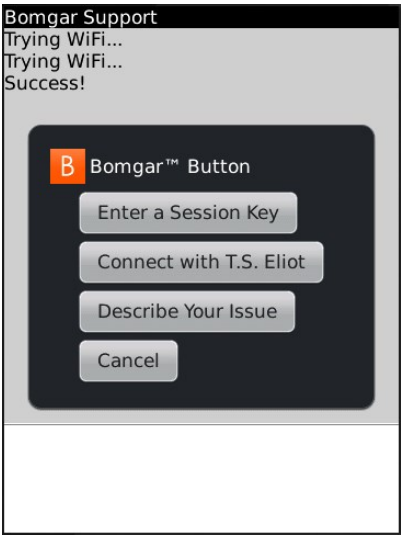 Bomgar Support
Trying WiFi...
Trying WiFi...
Success!
B Bomgar™ Button
Enter a Session Key
Connect with T.S. Eliot
Describe Your Issue
Cancel